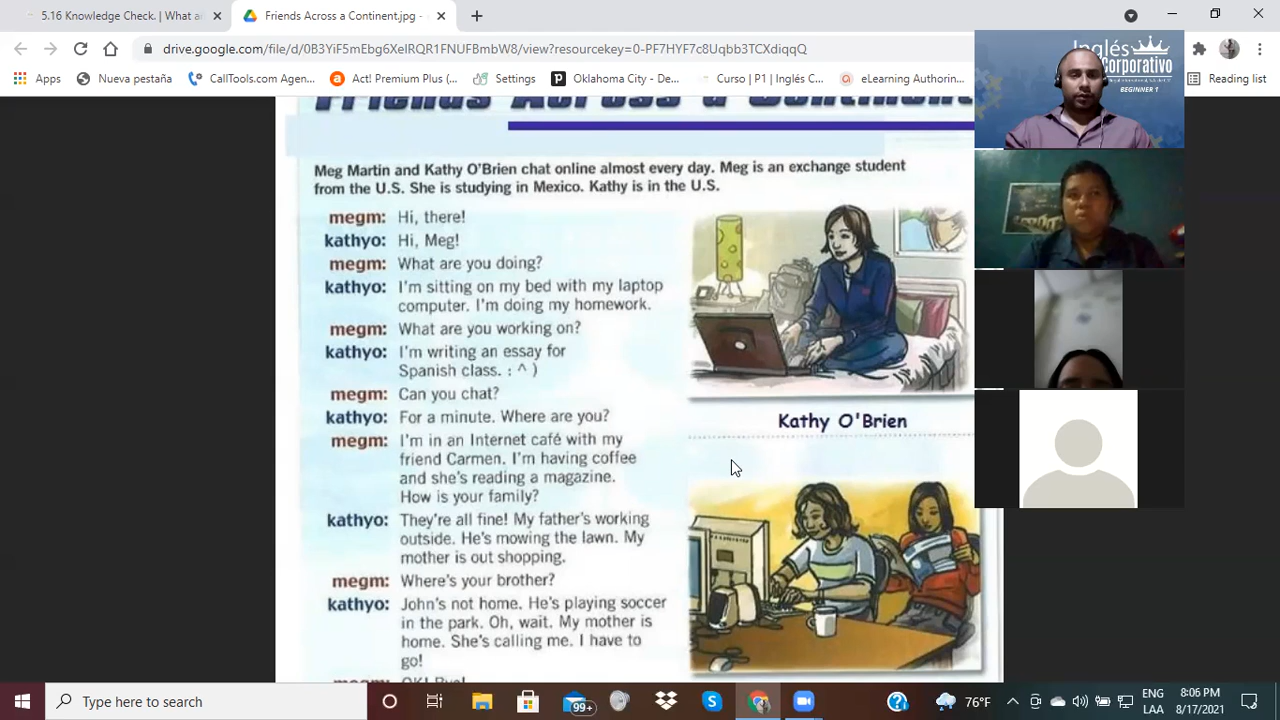 5.16 Knowledge Check. | What a
Friends Across a Continent.jpg -
drive.google.com/file/d/0B3YiF5mEbg6XelRQR1FNUFBmbW8/view?resourcekey=0-PF7HYF7c8Uqbb3TCXdiqqQ
Apps
Nueva pestaña
CallTools.com Agen...
Act! Premium Plus (...
Settings
Oklahoma City - De...
Curso | P1 | Inglés C...
eLearning Authorin...
Reading list
Inglés
Corporativo
BEGINNER 1
Friends Across a Continent
Meg Martin and Kathy O'Brien chat online almost every day. Meg is an exchange student
from the U.S. She is studying in Mexico. Kathy is in the U.S.
megm: Hi, there!
kathyo: Hi, Meg!
megm: What are you doing?
kathyo: I'm sitting on my bed with my laptop
computer. I'm doing my homework.
megm: What are you working on?
kathyo: I'm writing an essay for
Spanish class. : ^ )
megm: Can you chat?
kathyo: For a minute. Where are you?
megm: I'm in an Internet café with my
friend Carmen. I'm having coffee
and she's reading a magazine.
How is your family?
kathyo: They're all fine! My father's working
outside. He's mowing the lawn. My
mother is out shopping.
megm: Where's your brother?
kathyo: John's not home. He's playing soccer
in the park. Oh, wait. My mother is
home. She's calling me. I have to
go!
megm: OK! Bye!
Kathy O'Brien
Type here to search
99+
76°F
ENG
LAA
8:06 PM
8/17/2021